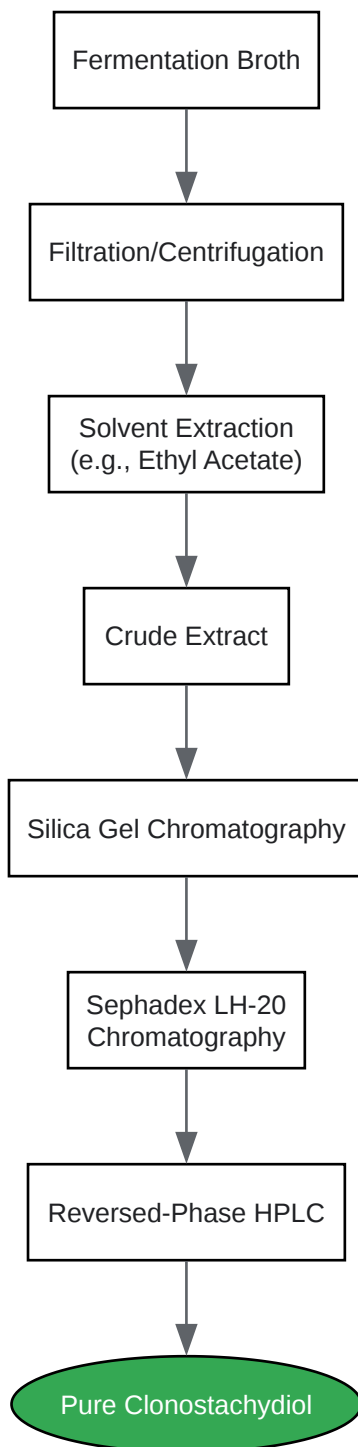 Fermentation Broth
Filtration/Centrifugation
Solvent Extraction
(e.g., Ethyl Acetate)
Crude Extract
Silica Gel Chromatography
Sephadex LH-20
Chromatography
Reversed-Phase HPLC
Pure Clonostachydiol